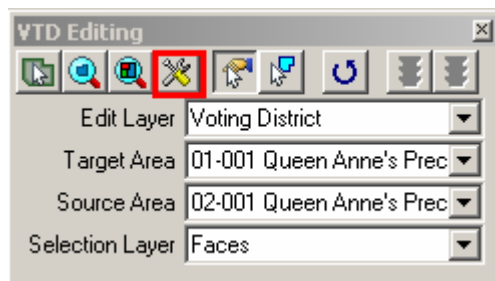 VTD Editing
Edit Layer Voting District
Target Area 01-001 Queen Anne's Prec
Source Area 02-001 Queen Anne's Prec
Selection Layer Faces